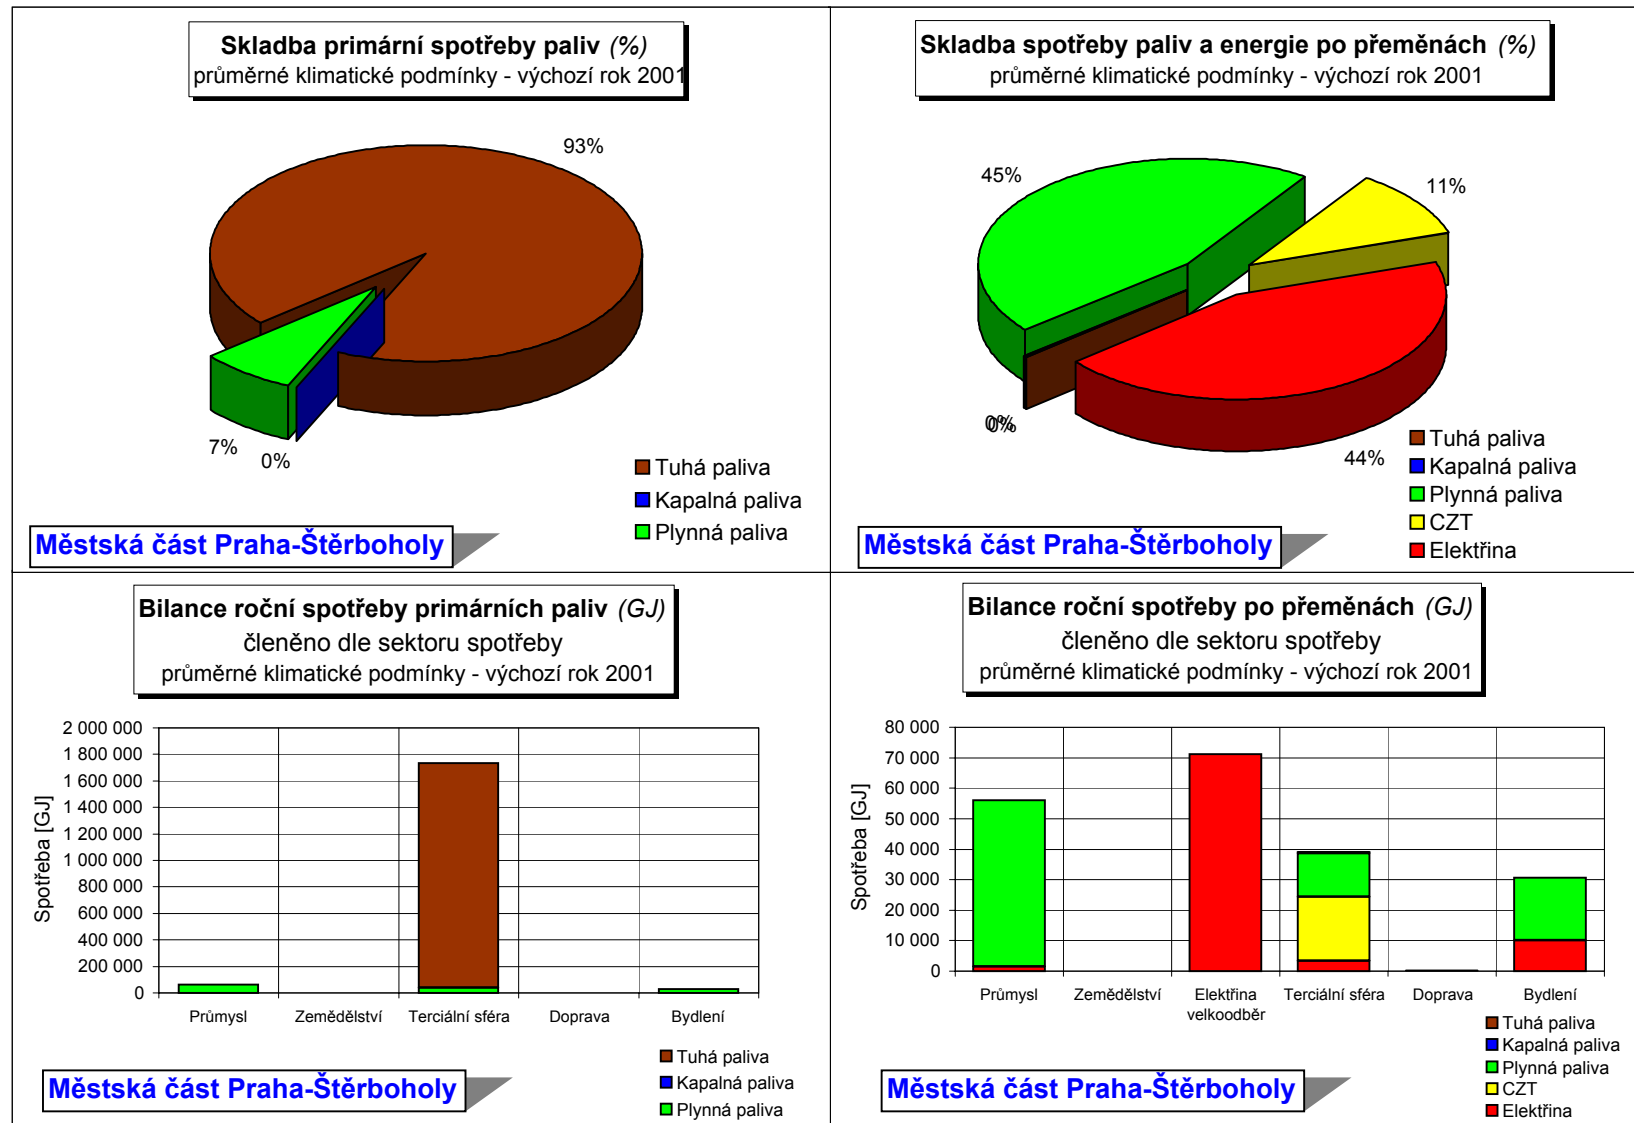 Skladba primární spotřeby paliv (%)
průměrné klimatické podmínky - výchozí rok 2001
93%
7%
0%
Tuhá paliva
Kapalná paliva
Plynná paliva
Městská část Praha-Štěrboholy
Skladba spotřeby paliv a energie po přeměnách (%)
průměrné klimatické podmínky - výchozí rok 2001
45%
11%
0%
0%
44%
Tuhá paliva
Kapalná paliva
Plynná paliva
CZT
Elektřina
Městská část Praha-Štěrboholy
Bilance roční spotřeby primárních paliv (GJ)
členěno dle sektoru spotřeby
průměrné klimatické podmínky - výchozí rok 2001
Spotřeba [GJ]
2 000 000
1 800 000
1 600 000
1 400 000
1 200 000
1 000 000
800 000
600 000
400 000
200 000
0
Průmysl Zemědělství Terciální sféra Doprava Bydlení
Tuhá paliva
Kapalná paliva
Plynná paliva
Městská část Praha-Štěrboholy
Bilance roční spotřeby po přeměnách (GJ)
členěno dle sektoru spotřeby
průměrné klimatické podmínky - výchozí rok 2001
Spotřeba [GJ]
80 000
70 000
60 000
50 000
40 000
30 000
20 000
10 000
0
Průmysl Zemědělství Elektřina Terciální sféra Doprava Bydlení
velkoodběr
Tuhá paliva
Kapalná paliva
Plynná paliva
CZT
Elektřina
Městská část Praha-Štěrboholy